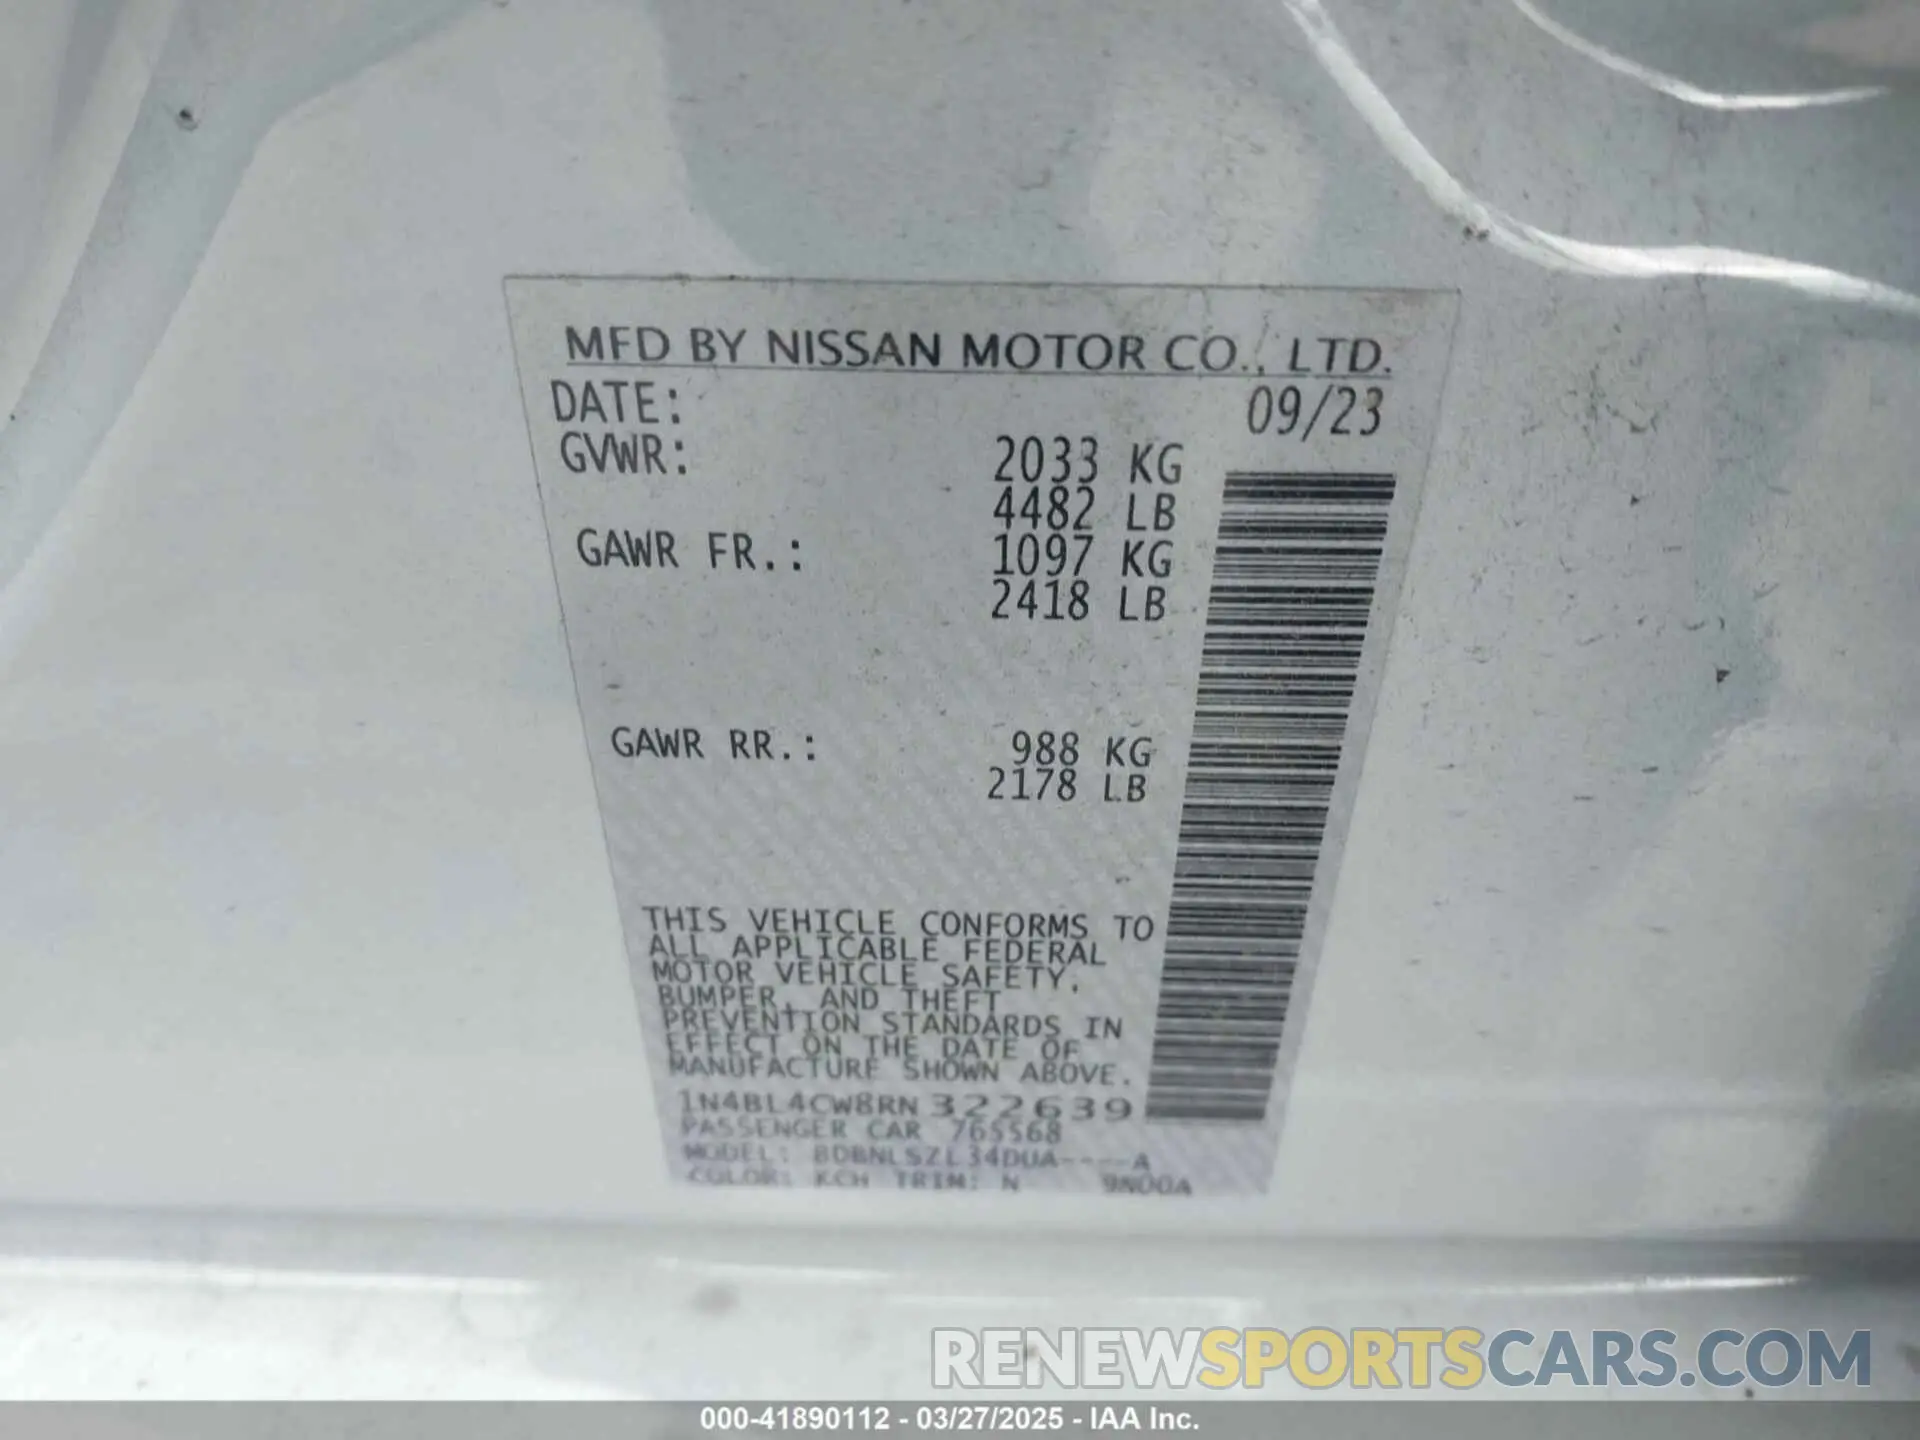 MFD BY NISSAN MOTOR CO., LTD.
DATE: 09/23
GVWR: 2033 KG
4482 LB
GAWR FR.: 1097 KG
2418 LB
GAWR RR.: 988 KG
2178 LB
THIS VEHICLE CONFORMS TO
ALL APPLICABLE FEDERAL
MOTOR VEHICLE SAFETY,
BUMPER, AND THEFT
PREVENTION STANDARDS IN
EFFECT ON THE DATE OF
MANUFACTURE SHOWN ABOVE.
1N4BL4CW8RN322639
PASSENGER CAR 765568
MODEL: BDBNLSZL34DUA----A
COLOR: KCH TRIM: N 9N00A
RENEWSPORTSCARS.COM
000-41890112 - 03/27/2025 - IAA Inc.